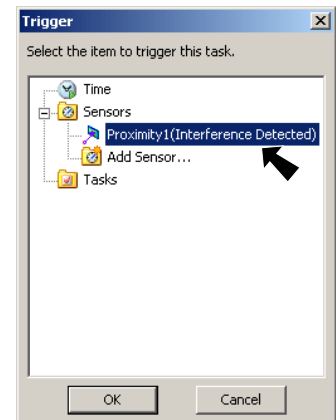 Trigger
Select the item to trigger this task.
Time
Sensors
Proximity1(Interference Detected)
Add Sensor...
Tasks
OK Cancel